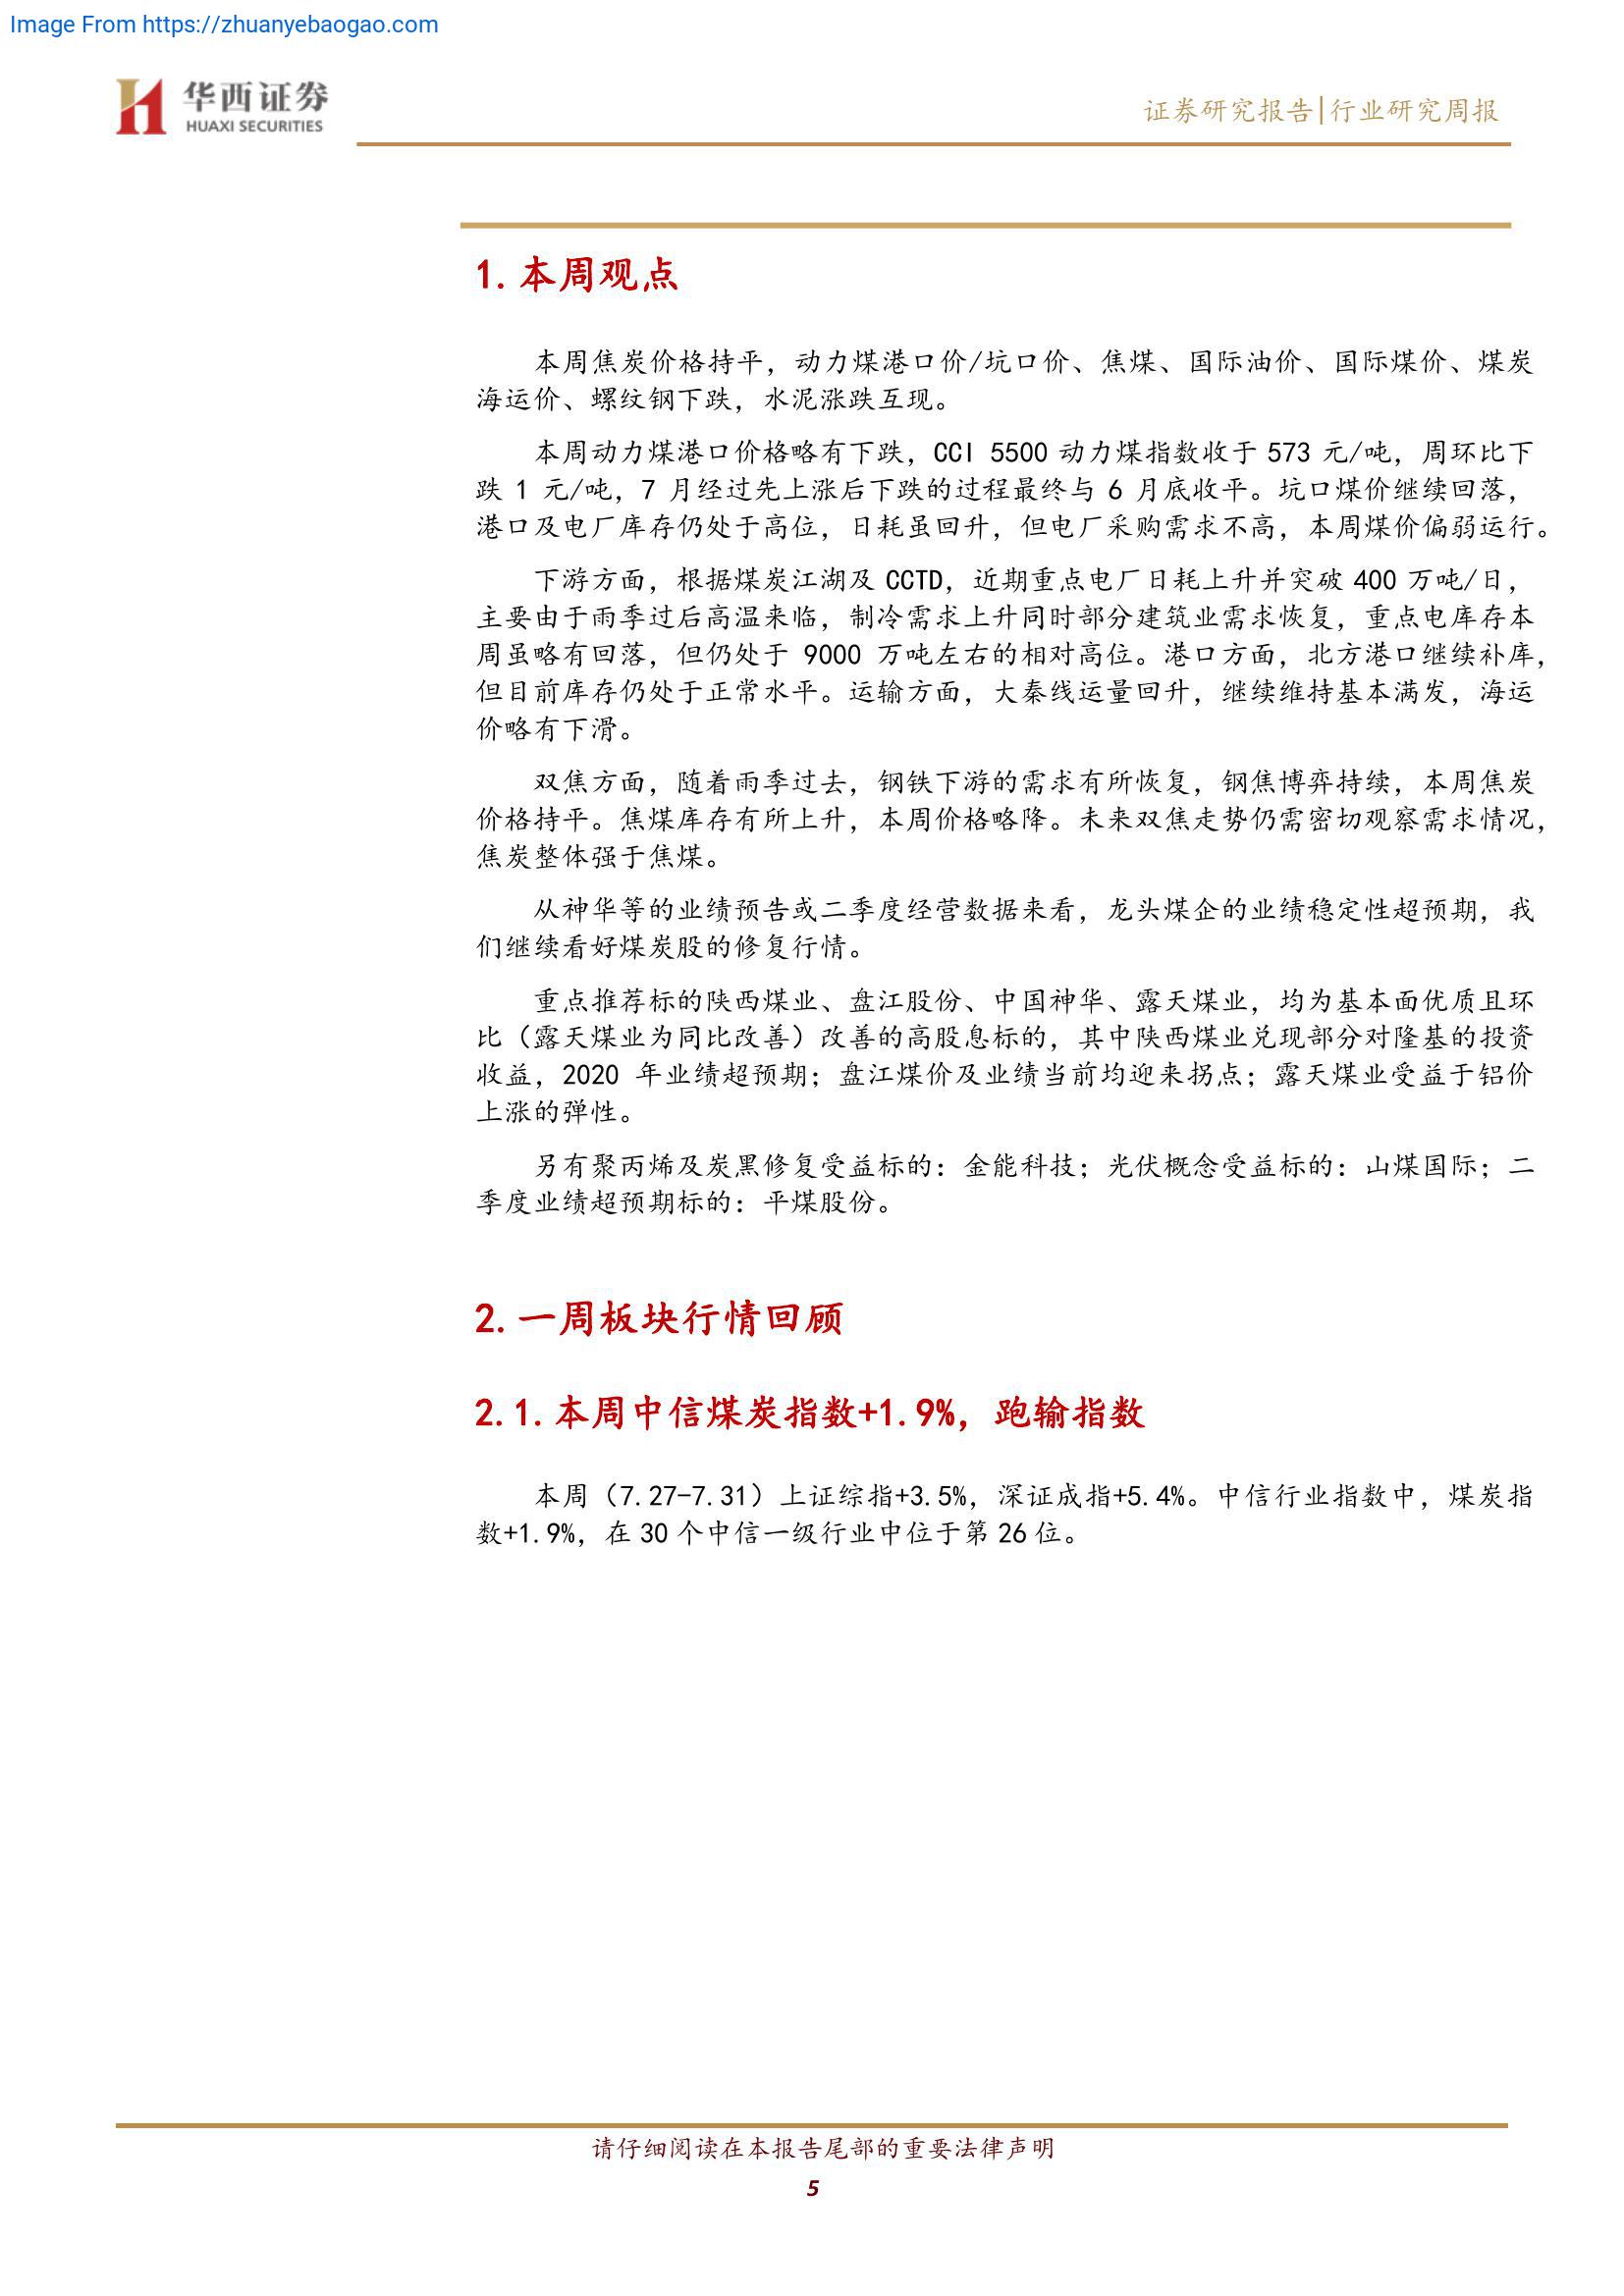 Image From https://zhuanyebaogao.com
华西证券
HUAXI SECURITIES
证券研究报告|行业研究周报
1.本周观点
本周焦炭价格持平，动力煤港口价/坑口价、焦煤、国际油价、国际煤价、煤炭
海运价、螺纹钢下跌，水泥涨跌互现。
本周动力煤港口价格略有下跌，CCI 5500 动力煤指数收于 573 元/吨，周环比下
跌 1 元/吨，7 月经过先上涨后下跌的过程最终与 6 月底收平。坑口煤价继续回落，
港口及电厂库存仍处于高位，日耗虽回升，但电厂采购需求不高，本周煤价偏弱运行。
下游方面，根据煤炭江湖及 CCTD，近期重点电厂日耗上升并突破 400 万吨/日，
主要由于雨季过后高温来临，制冷需求上升同时部分建筑业需求恢复，重点电库存本
周虽略有回落，但仍处于 9000 万吨左右的相对高位。港口方面，北方港口继续补库，
但目前库存仍处于正常水平。运输方面，大秦线运量回升，继续维持基本满发，海运
价略有下滑。
双焦方面，随着雨季过去，钢铁下游的需求有所恢复，钢焦博弈持续，本周焦炭
价格持平。焦煤库存有所上升，本周价格略降。未来双焦走势仍需密切观察需求情况，
焦炭整体强于焦煤。
从神华等的业绩预告或二季度经营数据来看，龙头煤企的业绩稳定性超预期，我
们继续看好煤炭股的修复行情。
重点推荐标的陕西煤业、盘江股份、中国神华、露天煤业，均为基本面优质且环
比（露天煤业为同比改善）改善的高股息标的，其中陕西煤业兑现部分对隆基的投资
收益，2020 年业绩超预期；盘江煤价及业绩当前均迎来拐点；露天煤业受益于铝价
上涨的弹性。
另有聚丙烯及炭黑修复受益标的：金能科技；光伏概念受益标的：山煤国际；二
季度业绩超预期标的：平煤股份。
2.一周板块行情回顾
2.1.本周中信煤炭指数+1.9%，跑输指数
本周（7.27-7.31）上证综指+3.5%，深证成指+5.4%。中信行业指数中，煤炭指
数+1.9%，在 30 个中信一级行业中位于第 26 位。
请仔细阅读在本报告尾部的重要法律声明
5